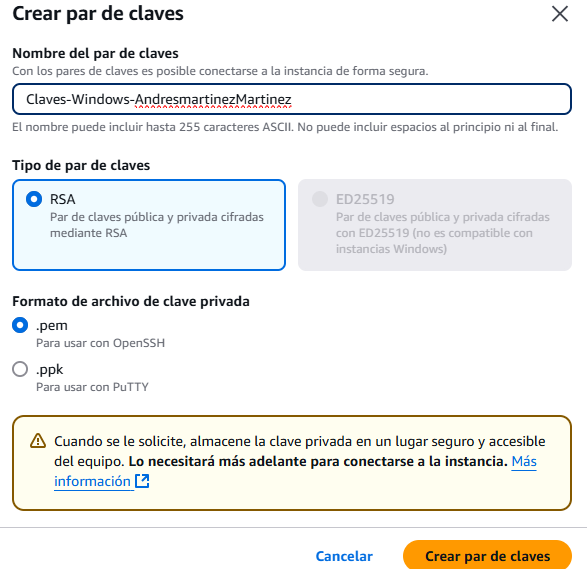 Crear par de claves
Nombre del par de claves
Con los pares de claves es posible conectarse a la instancia de forma segura.
Claves-Windows-AndresmartinezMartinez
El nombre puede incluir hasta 255 caracteres ASCII. No puede incluir espacios al principio ni al final.
Tipo de par de claves
RSA
Par de claves pública y privada cifradas
mediante RSA
ED25519
Par de claves pública y privada cifradas
con ED25519 (no es compatible con
instancias Windows)
Formato de archivo de clave privada
.pem
Para usar con OpenSSH
.ppk
Para usar con PuTTY
Cuando se le solicite, almacene la clave privada en un lugar seguro y accesible
del equipo. Lo necesitará más adelante para conectarse a la instancia. Más
información
Cancelar
Crear par de claves